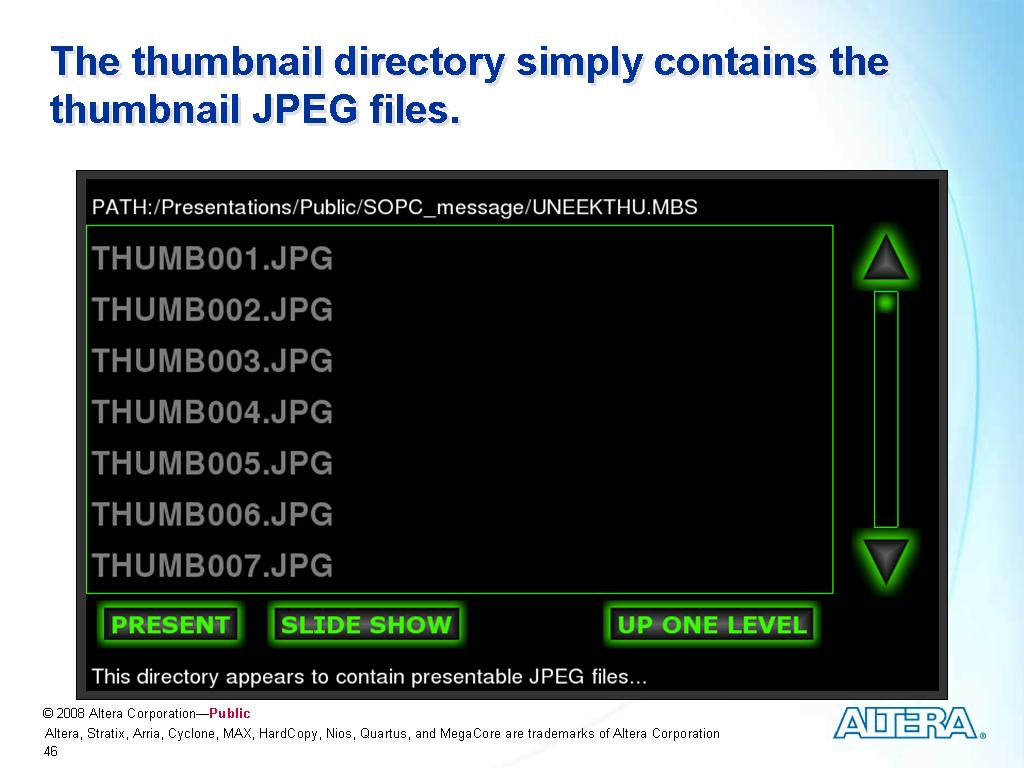 The thumbnail directory simply contains the
thumbnail JPEG files.
PATH:/Presentations/Public/SOPC_message/UNEEKTHU.MBS
THUMB001.JPG
THUMB002.JPG
THUMB003.JPG
THUMB004.JPG
THUMB005.JPG
THUMB006.JPG
THUMB007.JPG
PRESENT SLIDE SHOW UP ONE LEVEL
This directory appears to contain presentable JPEG files...
© 2008 Altera Corporation—Public
Altera, Stratix, Arria, Cyclone, MAX, HardCopy, Nios, Quartus, and MegaCore are trademarks of Altera Corporation
46
ALTERA®